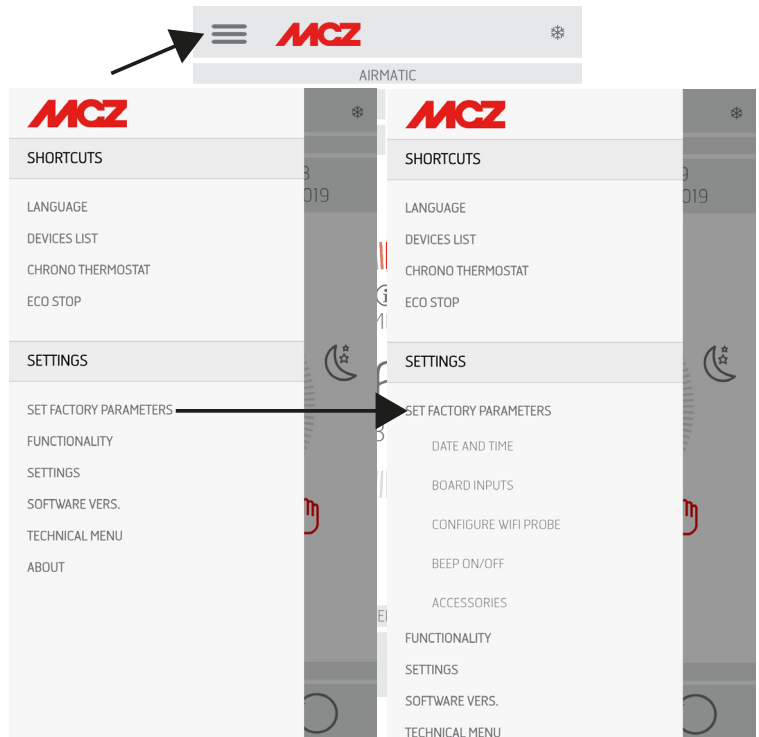 MCZ
AIRMATIC
MCZ
SHORTCUTS
LANGUAGE
DEVICES LIST
CHRONO THERMOSTAT
ECO STOP
SETTINGS
SET FACTORY PARAMETERS
FUNCTIONALITY
SETTINGS
SOFTWARE VERS.
TECHNICAL MENU
ABOUT
019
MCZ
SHORTCUTS
LANGUAGE
DEVICES LIST
CHRONO THERMOSTAT
ECO STOP
SETTINGS
SET FACTORY PARAMETERS
DATE AND TIME
BOARD INPUTS
CONFIGURE WIFI PROBE
BEEP ON/OFF
ACCESSORIES
FUNCTIONALITY
SETTINGS
SOFTWARE VERS.
TECHNICAL MENU
019